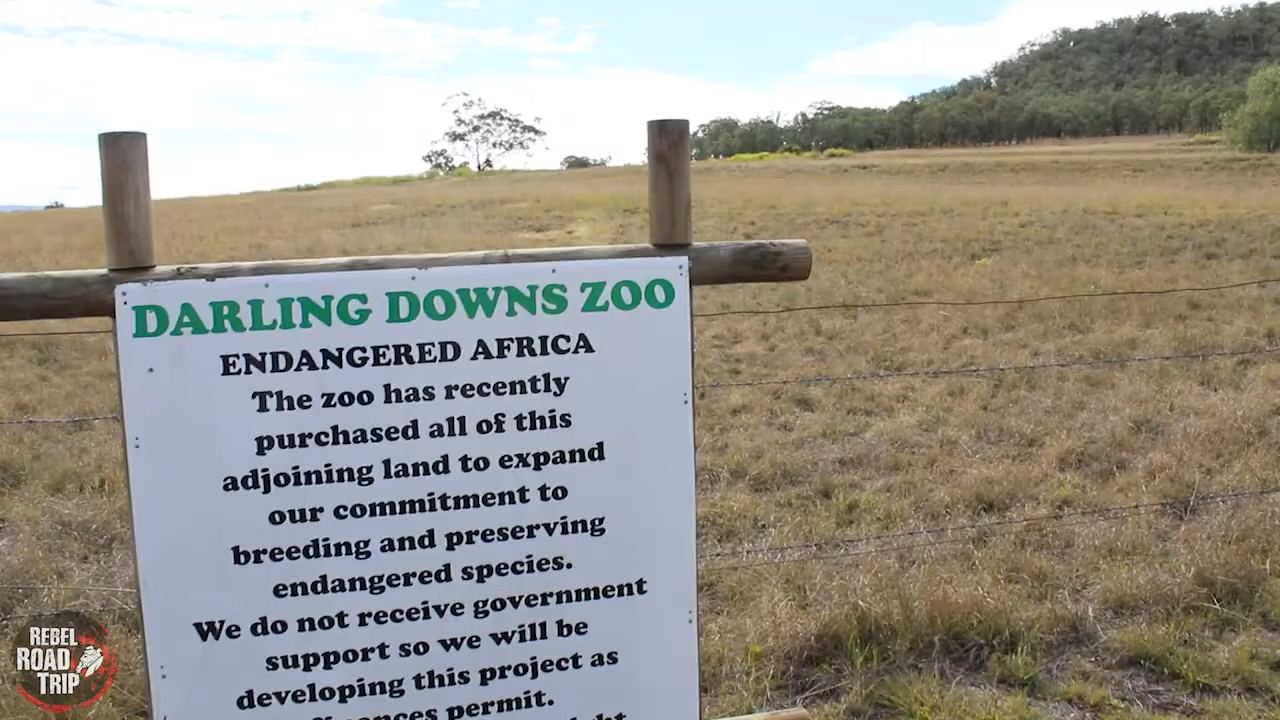 DARLING DOWNS ZOO
ENDANGERED AFRICA
The zoo has recently
purchased all of this
adjoining land to expand
our commitment to
breeding and preserving
endangered species.
We do not receive government
support so we will be
developing this project as
permit.
REBEL
ROAD
TRIP